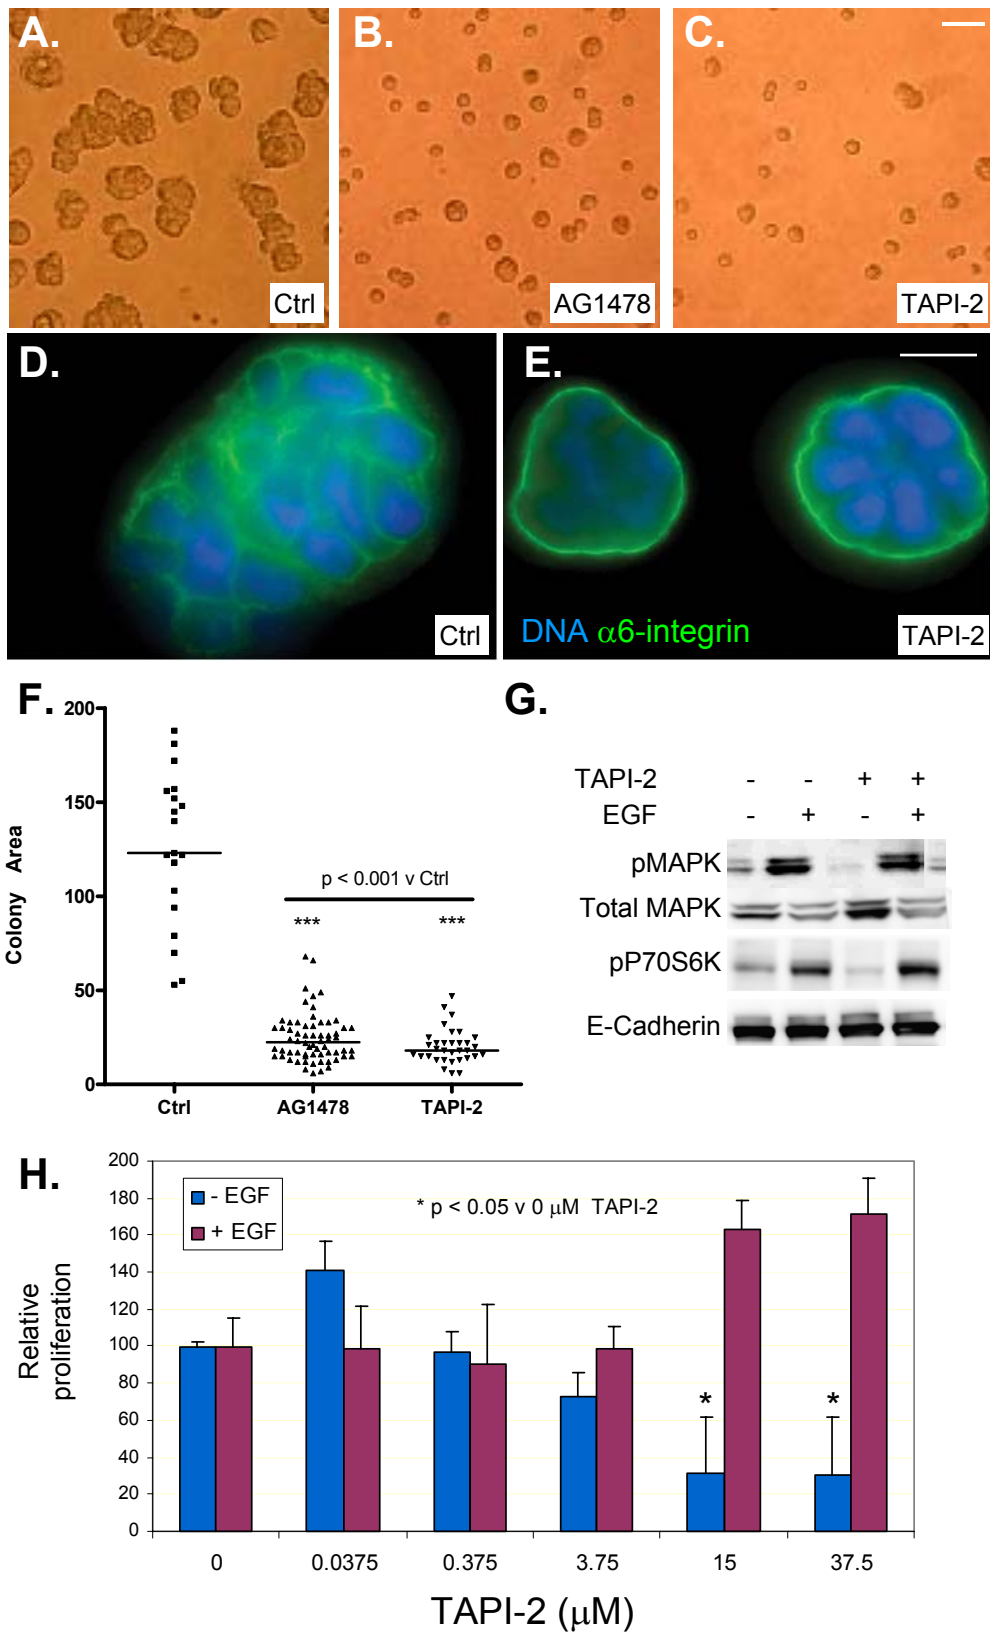 A.
B.
C.
Ctrl
AG1478
TAPI-2
D.
E.
Ctrl
DNA α6-integrin
TAPI-2
F.
G.
200
150
100
50
0
Colony Area
p < 0.001 v Ctrl
***
***
Ctrl
AG1478
TAPI-2
TAPI-2 - - + +
EGF - + - +
pMAPK
Total MAPK
pP70S6K
E-Cadherin
H.
200
180
160
140
120
100
80
60
40
20
0
Relative
proliferation
- EGF
+ EGF
* p < 0.05 v 0 μM TAPI-2
*
*
0 0.0375 0.375 3.75 15 37.5
TAPI-2 (μM)